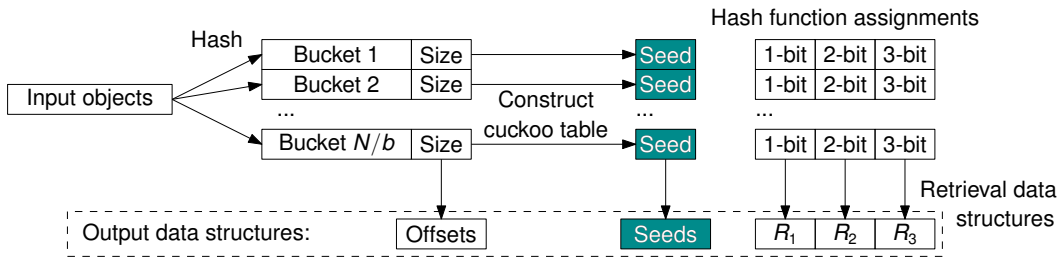 Hash function assignments
Hash
Bucket 1 Size Seed 1-bit 2-bit 3-bit
Bucket 2 Size Seed 1-bit 2-bit 3-bit
Input objects
... Construct ... ...
cuckoo table
Bucket N/b Size Seed 1-bit 2-bit 3-bit
Retrieval data
structures
Output data structures: Offsets Seeds R1 R2 R3